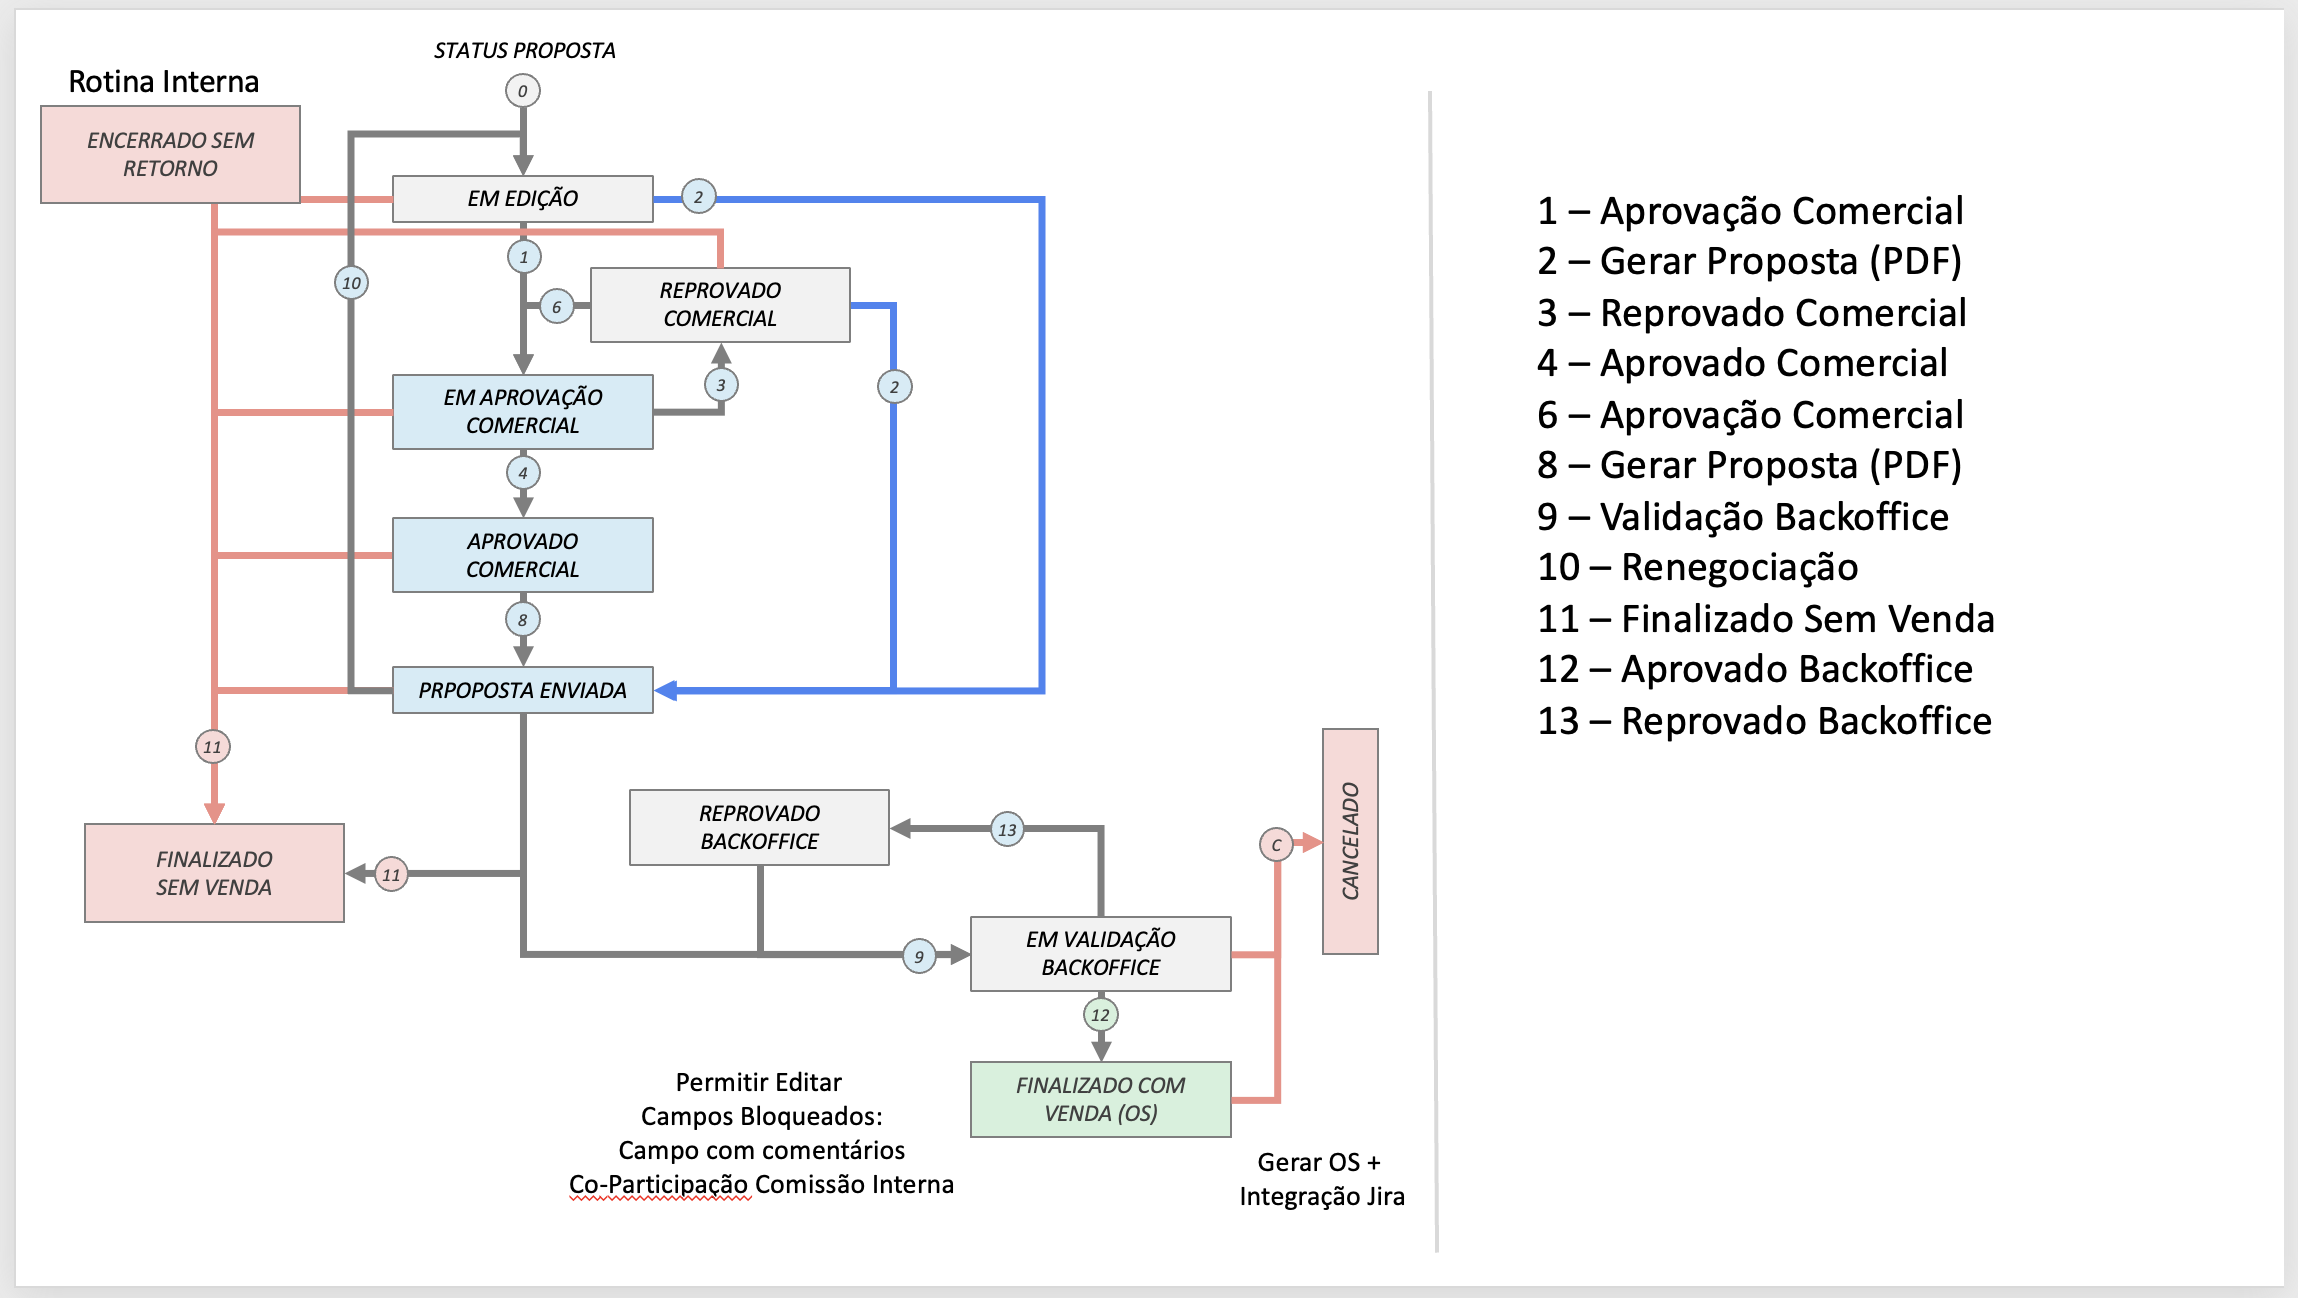 STATUS PROPOSTA
Rotina Interna
0
ENCERRADO SEM
RETORNO
EM EDIÇÃO
2
1
10
6
REPROVADO
COMERCIAL
3
2
EM APROVAÇÃO
COMERCIAL
4
APROVADO
COMERCIAL
8
PRPOPOSTA ENVIADA
11
FINALIZADO
SEM VENDA
11
REPROVADO
BACKOFFICE
13
C
CANCELADO
9
EM VALIDAÇÃO
BACKOFFICE
12
FINALIZADO COM
VENDA (OS)
Permitir Editar
Campos Bloqueados:
Campo com comentários
Co-Participação Comissão Interna
Gerar OS +
Integração Jira
1 – Aprovação Comercial
2 – Gerar Proposta (PDF)
3 – Reprovado Comercial
4 – Aprovado Comercial
6 – Aprovação Comercial
8 – Gerar Proposta (PDF)
9 – Validação Backoffice
10 – Renegociação
11 – Finalizado Sem Venda
12 – Aprovado Backoffice
13 – Reprovado Backoffice